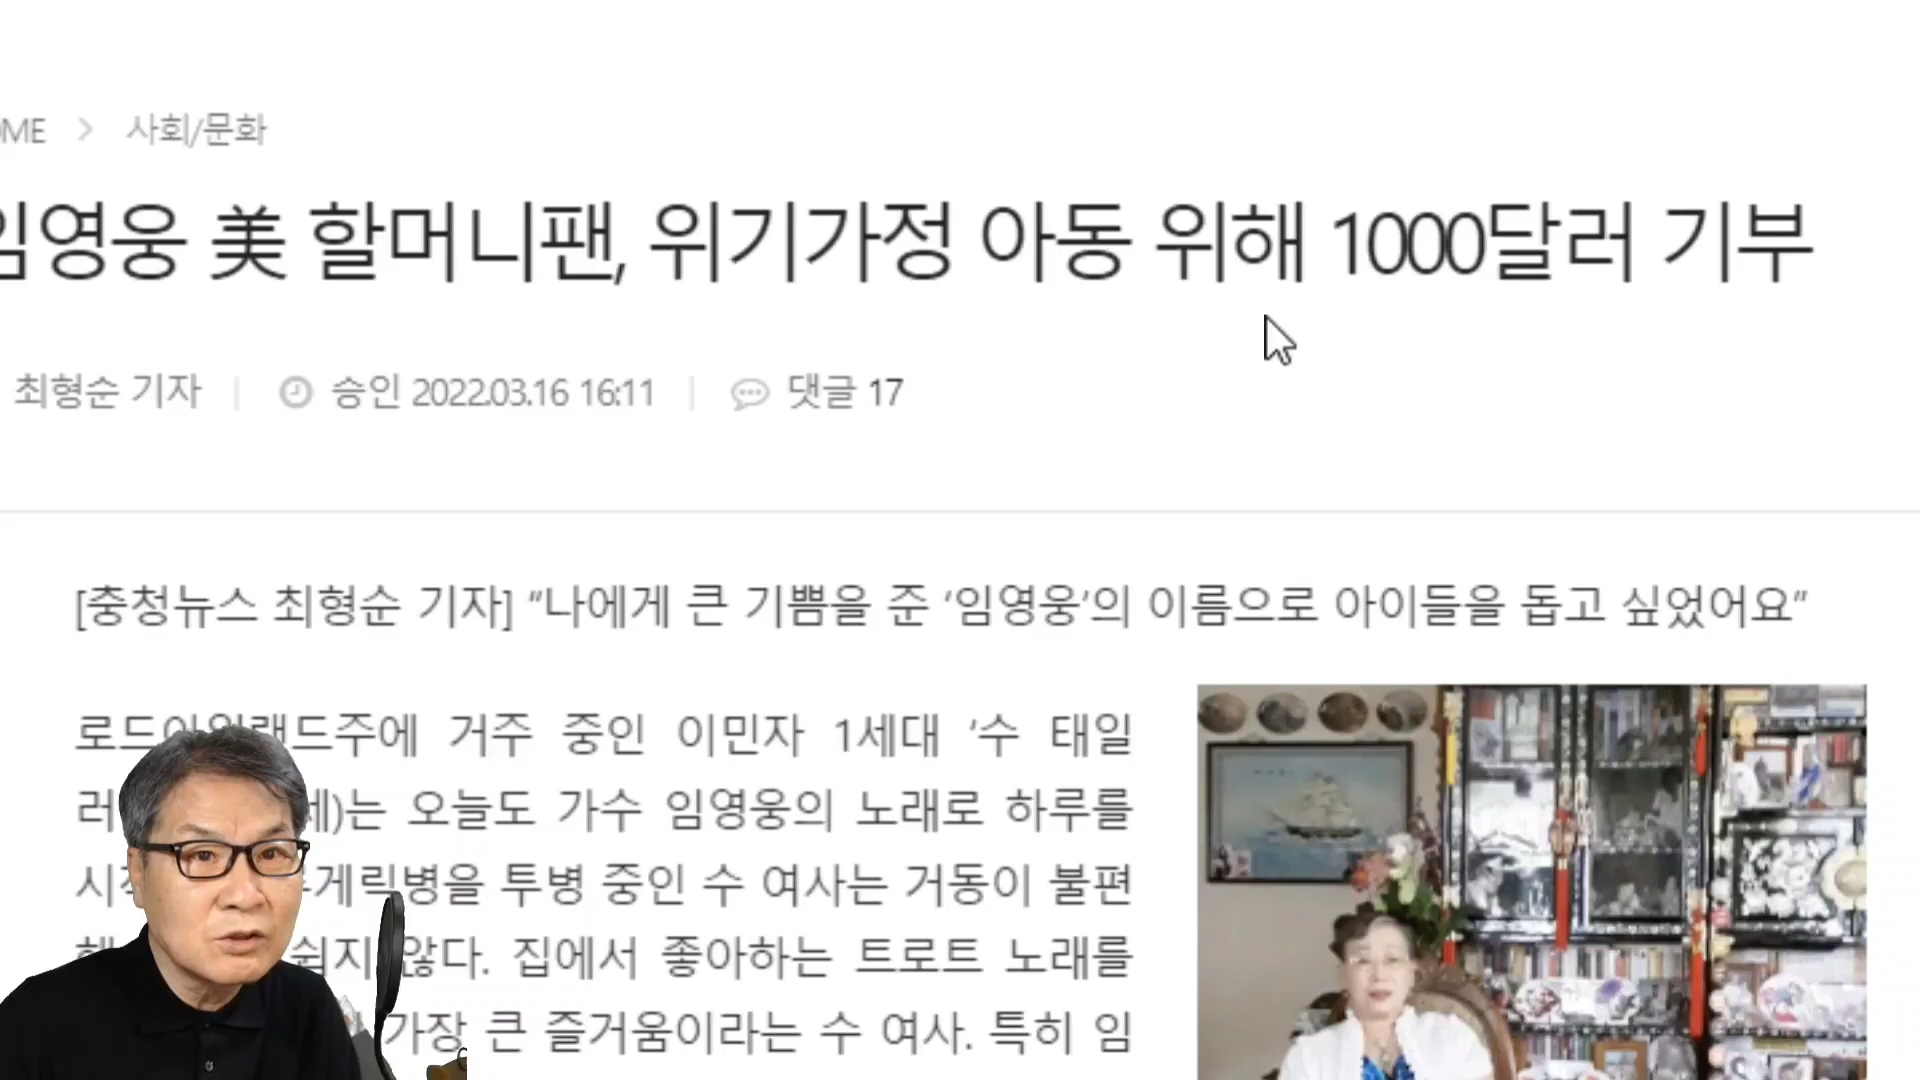 사회/문화
임영웅 美 할머니팬, 위기가정 아동 위해 1000달러 기부
최형순 기자 승인 2022.03.16 16:11 댓글 17
[충청뉴스 최형순 기자] “나에게 큰 기쁨을 준 ‘임영웅’의 이름으로 아이들을 돕고 싶었어요”
로드아일랜드주에 거주 중인 이민자 1세대 ‘수 태일
러 는 오늘도 가수 임영웅의 노래로 하루를
투병 중인 수 여사는 거동이 불편
쉽지 않다. 집에서 좋아하는 트로트 노래를
가장 큰 즐거움이라는 수 여사. 특히 임